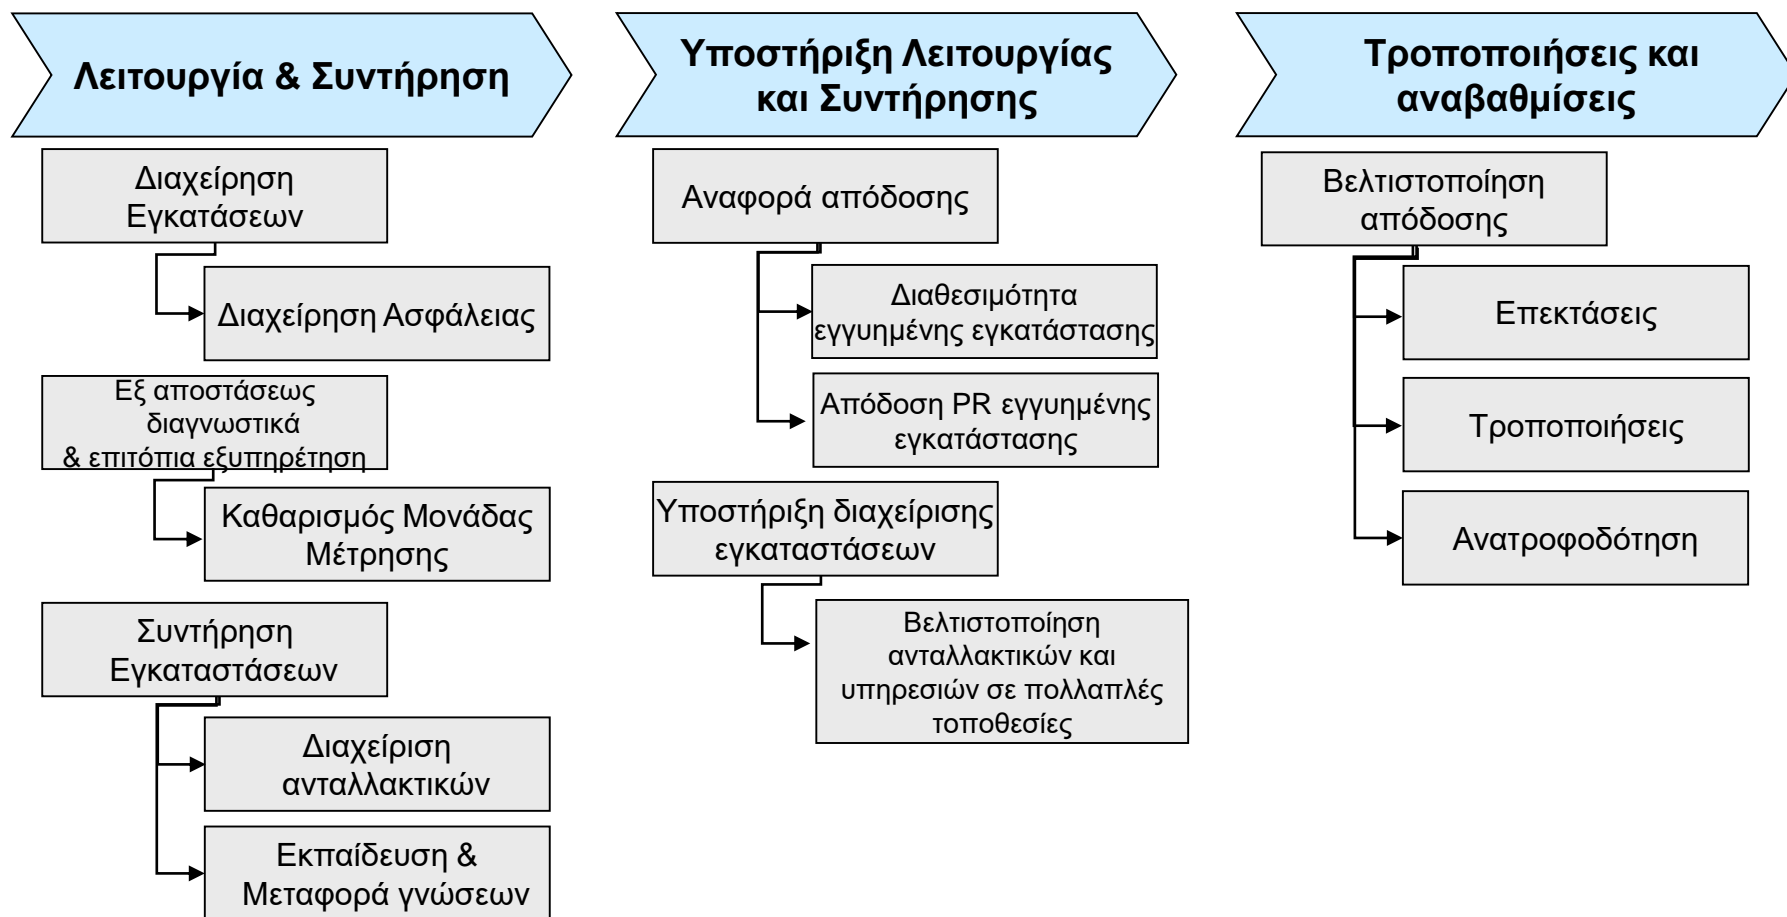 Λειτουργία & Συντήρηση
Διαχείρηση
Εγκατάσεων
Διαχείρηση Ασφάλειας
Εξ αποστάσεως
διαγνωστικά
& επιτόπια εξυπηρέτηση
Καθαρισμός Μονάδας
Μέτρησης
Συντήρηση
Εγκαταστάσεων
Διαχείριση
ανταλλακτικών
Εκπαίδευση &
Μεταφορά γνώσεων
Υποστήριξη Λειτουργίας
και Συντήρησης
Αναφορά απόδοσης
Διαθεσιμότητα
εγγυημένης εγκατάστασης
Απόδοση PR εγγυημένης
εγκατάστασης
Υποστήριξη διαχείρισης
εγκαταστάσεων
Βελτιστοποίηση
ανταλλακτικών και
υπηρεσιών σε πολλαπλές
τοποθεσίες
Τροποποιήσεις και
αναβαθμίσεις
Βελτιστοποίηση
απόδοσης
Επεκτάσεις
Τροποποιήσεις
Ανατροφοδότηση